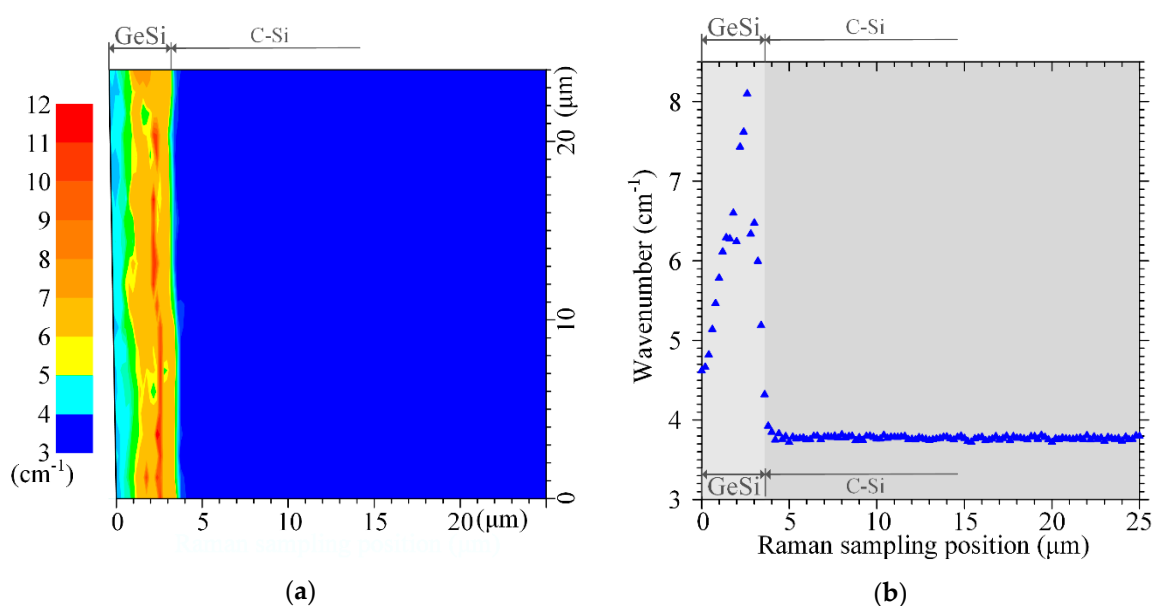 GeSi
C-Si
12
11
10
9
8
7
6
5
4
3
(cm⁻¹)
20 (μm)
10
0
0
5
10
15
20 (μm)
(a)
GeSi
C-Si
Wavenumber (cm⁻¹)
8
7
6
5
4
3
GeSi
C-Si
0
5
10
15
20
25
Raman sampling position (μm)
(b)